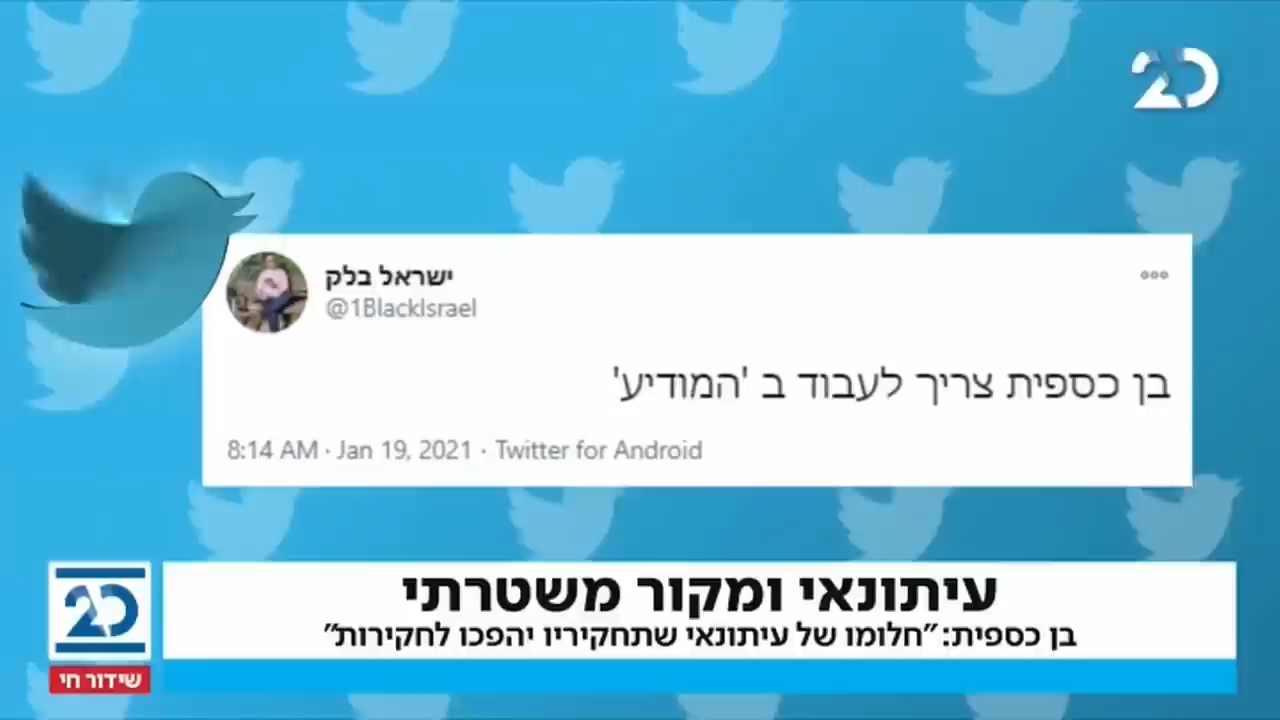 20
ישראל בלק
@1BlackIsrael
בן כספית צריך לעבוד ב 'המודיע'
8:14 AM · Jan 19, 2021 · Twitter for Android
עיתונאי ומקור משטרתי
בן כספית: "חלומו של עיתונאי שתחקיריו יהפכו לחקירות"
20
שידור חי